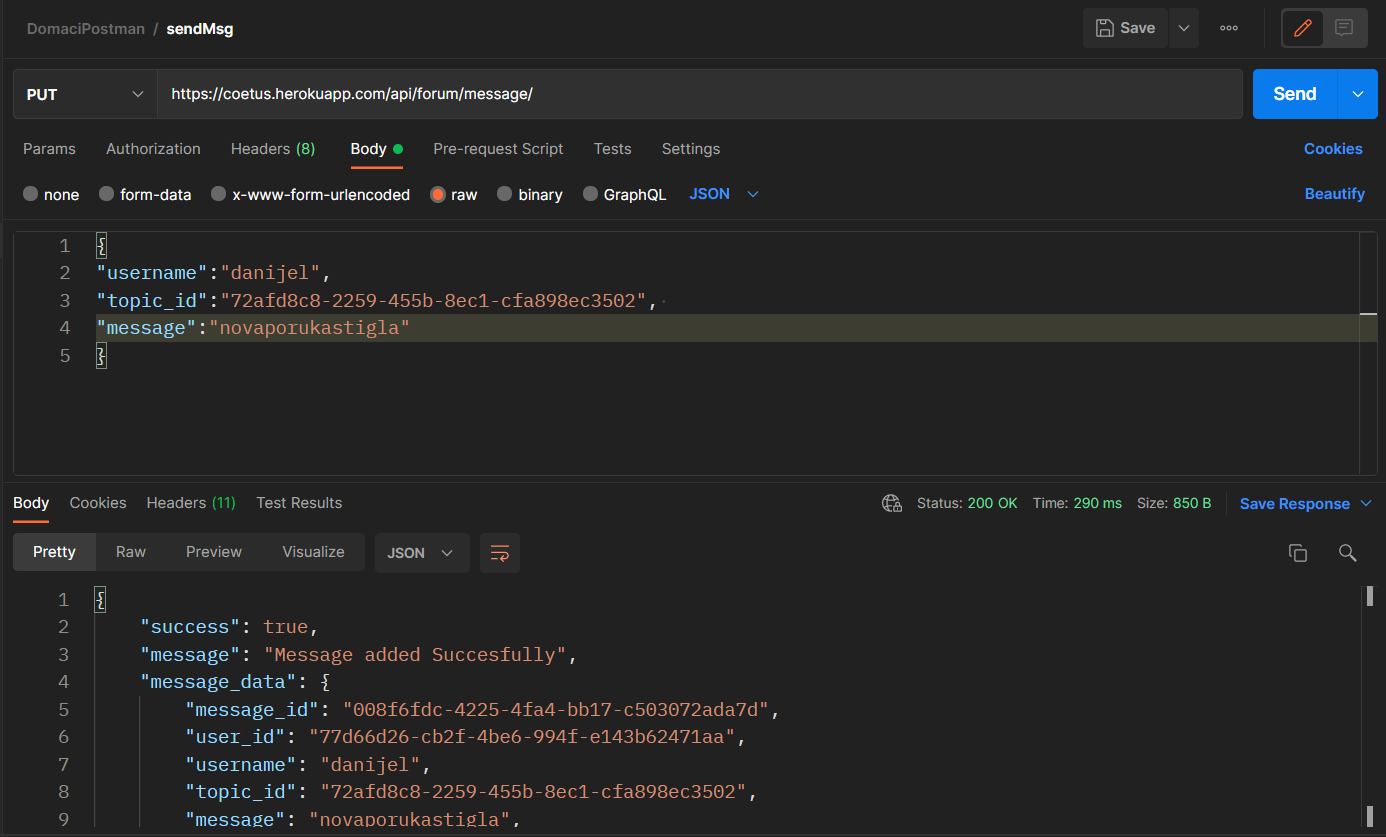 DomaciPostman / sendMsg
Save
PUT
https://coetus.herokuapp.com/api/forum/message/
Send
Params Authorization Headers (8) Body Pre-request Script Tests Settings Cookies
none form-data x-www-form-urlencoded raw binary GraphQL JSON Beautify
1 {
2 "username":"danijel",
3 "topic_id":"72afd8c8-2259-455b-8ec1-cfa898ec3502",
4 "message":"novaporukastigla"
5 }
Body Cookies Headers (11) Test Results Status: 200 OK Time: 290 ms Size: 850 B Save Response
Pretty Raw Preview Visualize JSON
1 {
2 "success": true,
3 "message": "Message added Succesfully",
4 "message_data": {
5 "message_id": "008f6fdc-4225-4fa4-bb17-c503072ada7d",
6 "user_id": "77d66d26-cb2f-4be6-994f-e143b62471aa",
7 "username": "danijel",
8 "topic_id": "72afd8c8-2259-455b-8ec1-cfa898ec3502",
9 "message": "novaporukastigla",